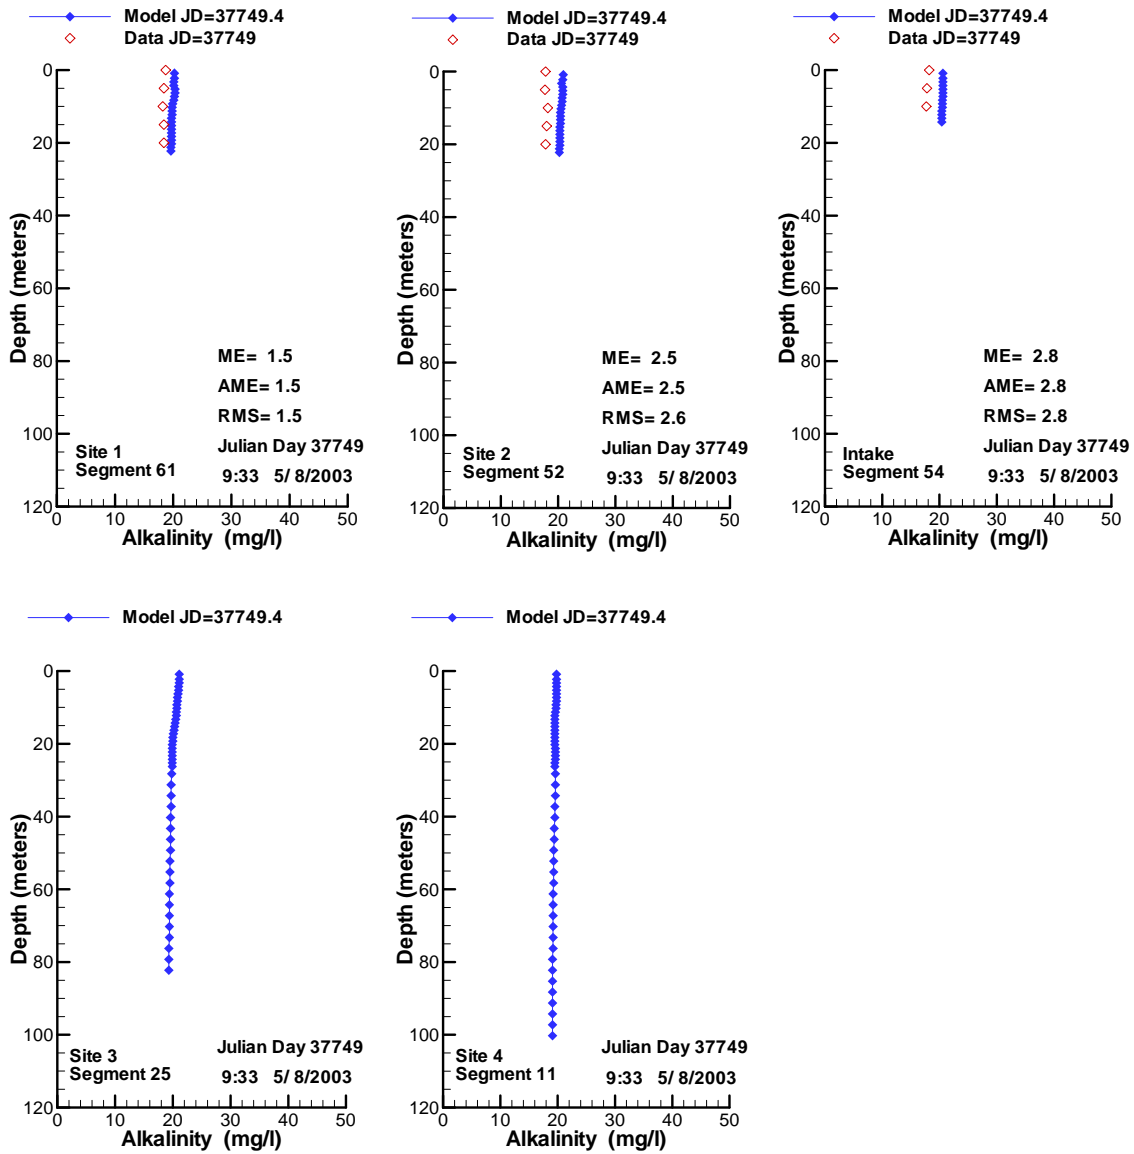 Model JD=37749.4
Data JD=37749
0
20
40
60
80
100
120
0 10 20 30 40 50
Depth (meters)
Alkalinity (mg/l)
ME= 1.5
AME= 1.5
RMS= 1.5
Julian Day 37749
9:33 5/ 8/2003
Site 1
Segment 61
Model JD=37749.4
Data JD=37749
0
20
40
60
80
100
120
0 10 20 30 40 50
Depth (meters)
Alkalinity (mg/l)
ME= 2.5
AME= 2.5
RMS= 2.6
Julian Day 37749
9:33 5/ 8/2003
Site 2
Segment 52
Model JD=37749.4
Data JD=37749
0
20
40
60
80
100
120
0 10 20 30 40 50
Depth (meters)
Alkalinity (mg/l)
ME= 2.8
AME= 2.8
RMS= 2.8
Julian Day 37749
9:33 5/ 8/2003
Intake
Segment 54
Model JD=37749.4
0
20
40
60
80
100
120
0 10 20 30 40 50
Depth (meters)
Alkalinity (mg/l)
Julian Day 37749
9:33 5/ 8/2003
Site 3
Segment 25
Model JD=37749.4
0
20
40
60
80
100
120
0 10 20 30 40 50
Depth (meters)
Alkalinity (mg/l)
Julian Day 37749
9:33 5/ 8/2003
Site 4
Segment 11